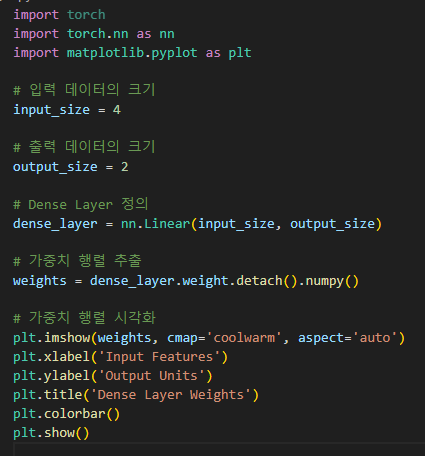 import torch
import torch.nn as nn
import matplotlib.pyplot as plt
# 입력 데이터의 크기
input_size = 4
# 출력 데이터의 크기
output_size = 2
# Dense Layer 정의
dense_layer = nn.Linear(input_size, output_size)
# 가중치 행렬 추출
weights = dense_layer.weight.detach().numpy()
# 가중치 행렬 시각화
plt.imshow(weights, cmap='coolwarm', aspect='auto')
plt.xlabel('Input Features')
plt.ylabel('Output Units')
plt.title('Dense Layer Weights')
plt.colorbar()
plt.show()